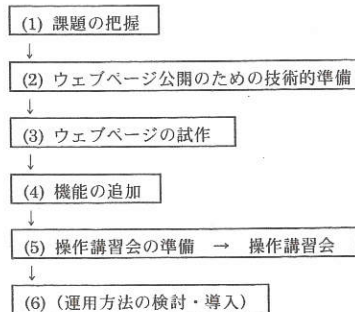 (1) 課題の把握
↓
(2) ウェブページ公開のための技術的準備
↓
(3) ウェブページの試作
↓
(4) 機能の追加
↓
(5) 操作講習会の準備 → 操作講習会
↓
(6) (運用方法の検討・導入)